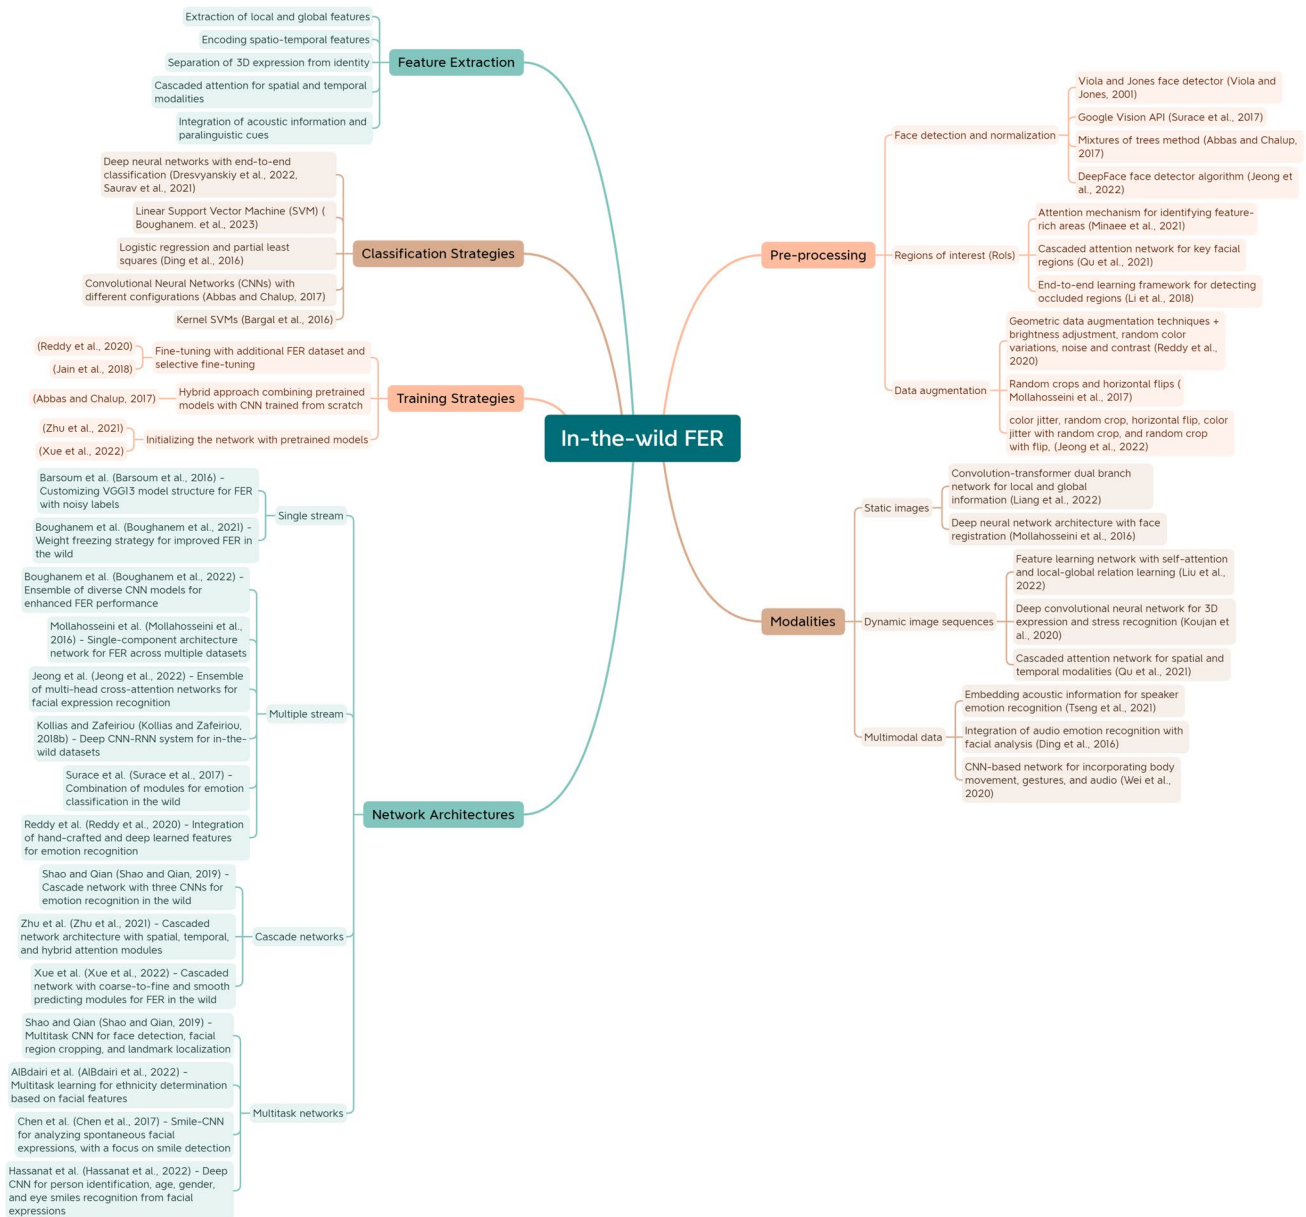 In-the-wild FER
Feature Extraction
Extraction of local and global features
Encoding spatio-temporal features
Separation of 3D expression from identity
Cascaded attention for spatial and temporal
modalities
Integration of acoustic information and
paralinguistic cues
Classification Strategies
Deep neural networks with end-to-end
classification (Dresvyanskiy et al., 2022,
Saurav et al., 2021)
Linear Support Vector Machine (SVM) (
Boughanem. et al., 2023)
Logistic regression and partial least
squares (Ding et al., 2016)
Convolutional Neural Networks (CNNs) with
different configurations (Abbas and Chalup, 2017)
Kernel SVMs (Bargal et al., 2016)
Training Strategies
Fine-tuning with additional FER dataset and
selective fine-tuning
(Reddy et al., 2020)
(Jain et al., 2018)
Hybrid approach combining pretrained
models with CNN trained from scratch
(Abbas and Chalup, 2017)
Initializing the network with pretrained models
(Zhu et al., 2021)
(Xue et al., 2022)
Network Architectures
Single stream
Barsoum et al. (Barsoum et al., 2016) -
Customizing VGG13 model structure for FER
with noisy labels
Boughanem et al. (Boughanem et al., 2021) -
Weight freezing strategy for improved FER in
the wild
Multiple stream
Boughanem et al. (Boughanem et al., 2022) -
Ensemble of diverse CNN models for
enhanced FER performance
Mollahosseini et al. (Mollahosseini et al.,
2016) - Single-component architecture
network for FER across multiple datasets
Jeong et al. (Jeong et al., 2022) - Ensemble
of multi-head cross-attention networks for
facial expression recognition
Kollias and Zafeiriou (Kollias and Zafeiriou,
2018b) - Deep CNN-RNN system for in-the-
wild datasets
Surace et al. (Surace et al., 2017) -
Combination of modules for emotion
classification in the wild
Reddy et al. (Reddy et al., 2020) - Integration
of hand-crafted and deep learned features
for emotion recognition
Cascade networks
Shao and Qian (Shao and Qian, 2019) -
Cascade network with three CNNs for
emotion recognition in the wild
Zhu et al. (Zhu et al., 2021) - Cascaded
network architecture with spatial, temporal,
and hybrid attention modules
Xue et al. (Xue et al., 2022) - Cascaded
network with coarse-to-fine and smooth
predicting modules for FER in the wild
Multitask networks
Shao and Qian (Shao and Qian, 2019) -
Multitask CNN for face detection, facial
region cropping, and landmark localization
AlBdairi et al. (AlBdairi et al., 2022) -
Multitask learning for ethnicity determination
based on facial features
Chen et al. (Chen et al., 2017) - Smile-CNN
for analyzing spontaneous facial
expressions, with a focus on smile detection
Hassanat et al. (Hassanat et al., 2022) - Deep
CNN for person identification, age, gender,
and eye smiles recognition from facial
expressions
Pre-processing
Face detection and normalization
Viola and Jones face detector (Viola and
Jones, 2001)
Google Vision API (Surace et al., 2017)
Mixtures of trees method (Abbas and Chalup,
2017)
DeepFace face detector algorithm (Jeong et
al., 2022)
Regions of interest (RoIs)
Attention mechanism for identifying feature-
rich areas (Minaee et al., 2021)
Cascaded attention network for key facial
regions (Qu et al., 2021)
End-to-end learning framework for detecting
occluded regions (Li et al., 2018)
Data augmentation
Geometric data augmentation techniques +
brightness adjustment, random color
variations, noise and contrast (Reddy et al.,
2020)
Random crops and horizontal flips (
Mollahosseini et al., 2017)
color jitter, random crop, horizontal flip, color
jitter with random crop, and random crop
with flip, (Jeong et al., 2022)
Modalities
Static images
Convolution-transformer dual branch
network for local and global
information (Liang et al., 2022)
Deep neural network architecture with face
registration (Mollahosseini et al., 2016)
Dynamic image sequences
Feature learning network with self-attention
and local-global relation learning (Liu et al.,
2022)
Deep convolutional neural network for 3D
expression and stress recognition (Koujan et
al., 2020)
Cascaded attention network for spatial and
temporal modalities (Qu et al., 2021)
Multimodal data
Embedding acoustic information for speaker
emotion recognition (Tseng et al., 2021)
Integration of audio emotion recognition with
facial analysis (Ding et al., 2016)
CNN-based network for incorporating body
movement, gestures, and audio (Wei et al.,
2020)